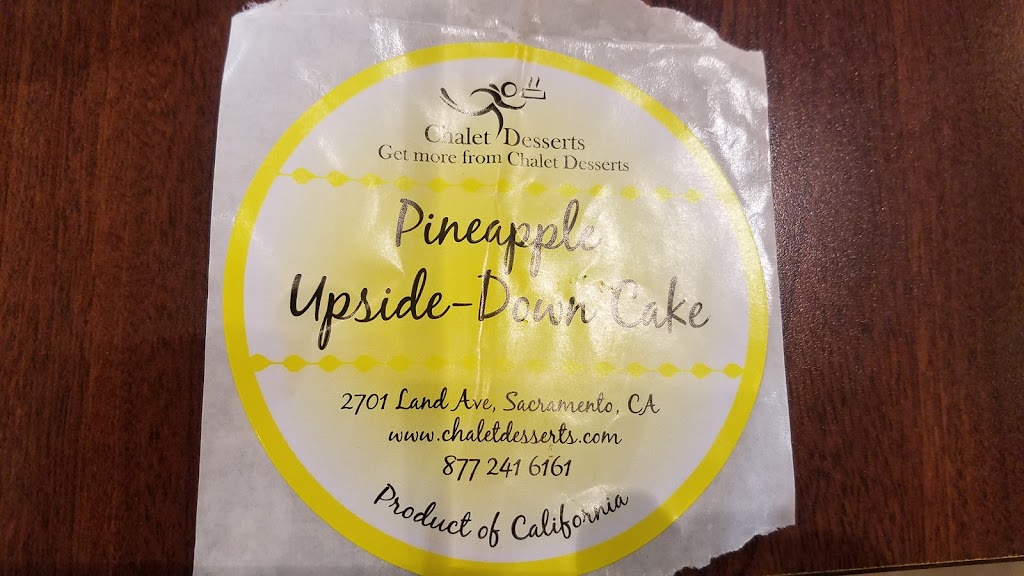 Chalet Desserts
Get more from Chalet Desserts
Pineapple
Upside-Down Cake
2701 Land Ave, Sacramento, CA
www.chaletdesserts.com
877 241 6161
Product of California